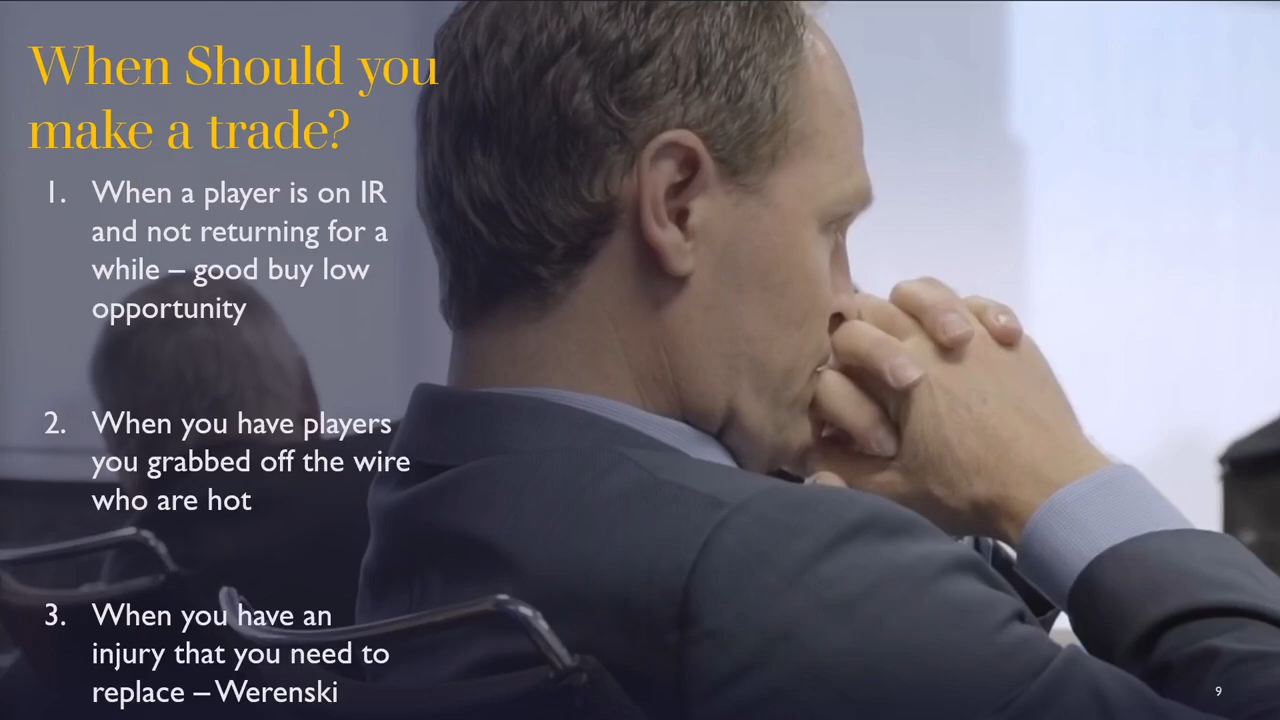 When Should you
make a trade?
1. When a player is on IR
and not returning for a
while – good buy low
opportunity
2. When you have players
you grabbed off the wire
who are hot
3. When you have an
injury that you need to
replace – Werenski
9